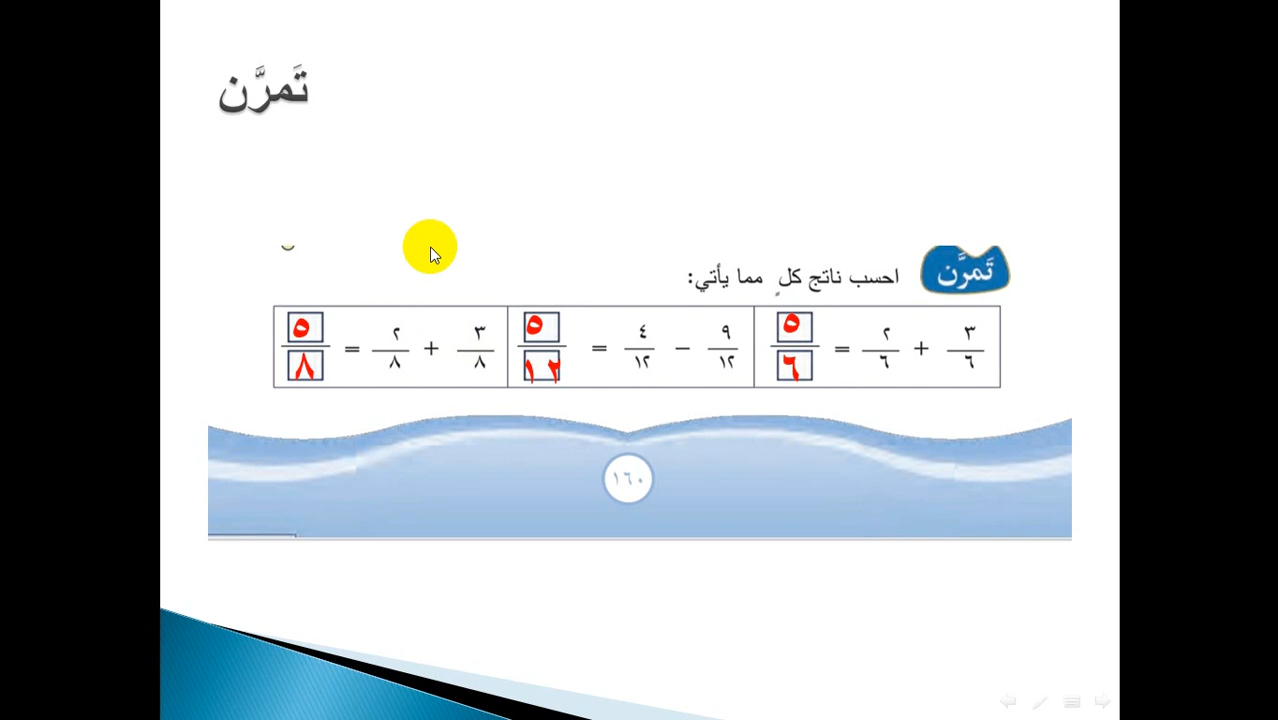 تَمرَّن
تَمرَّن
احسب ناتج كلٍ مما يأتي:
٣/٦ + ٢/٦ = ٥/٦
٩/١٢ − ٤/١٢ = ٥/١٢
٣/٨ + ٢/٨ = ٥/٨
١٦٠